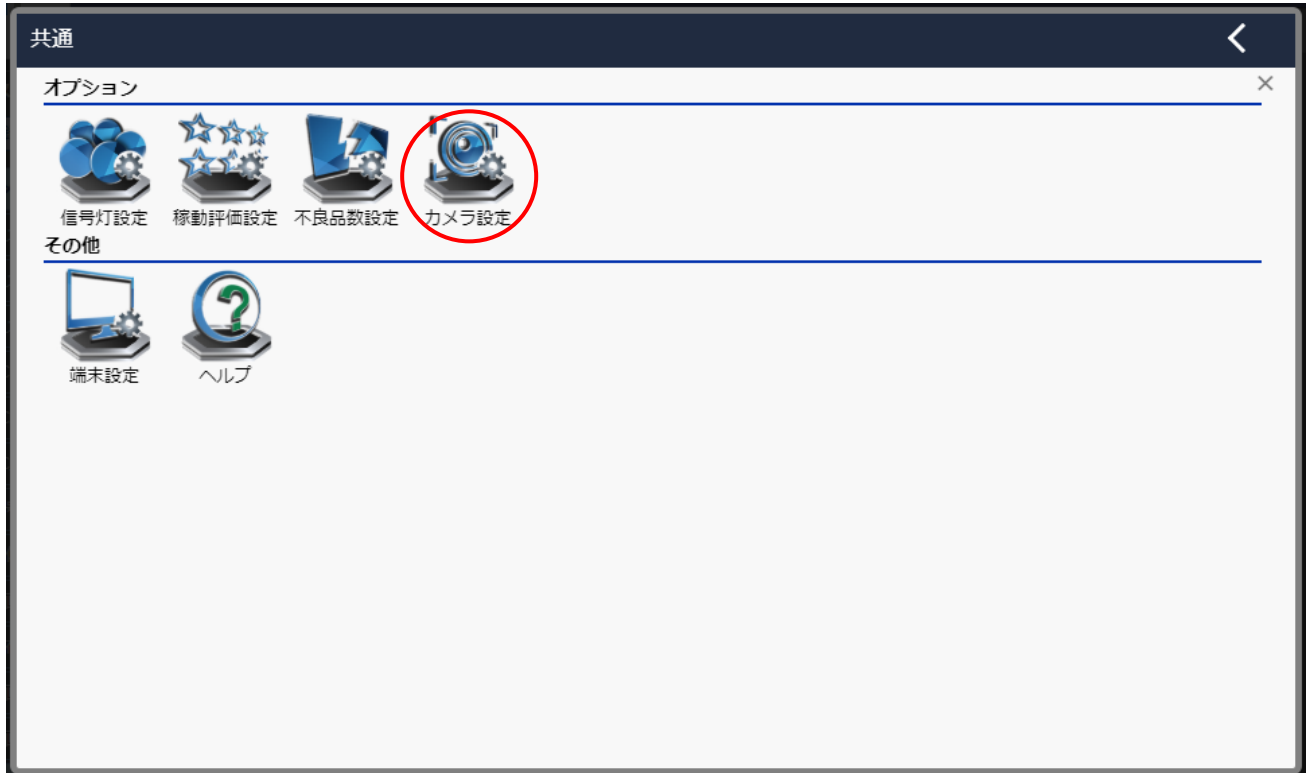 共通
オプション
信号灯設定 稼動評価設定 不良品数設定 カメラ設定
その他
端末設定 ヘルプ